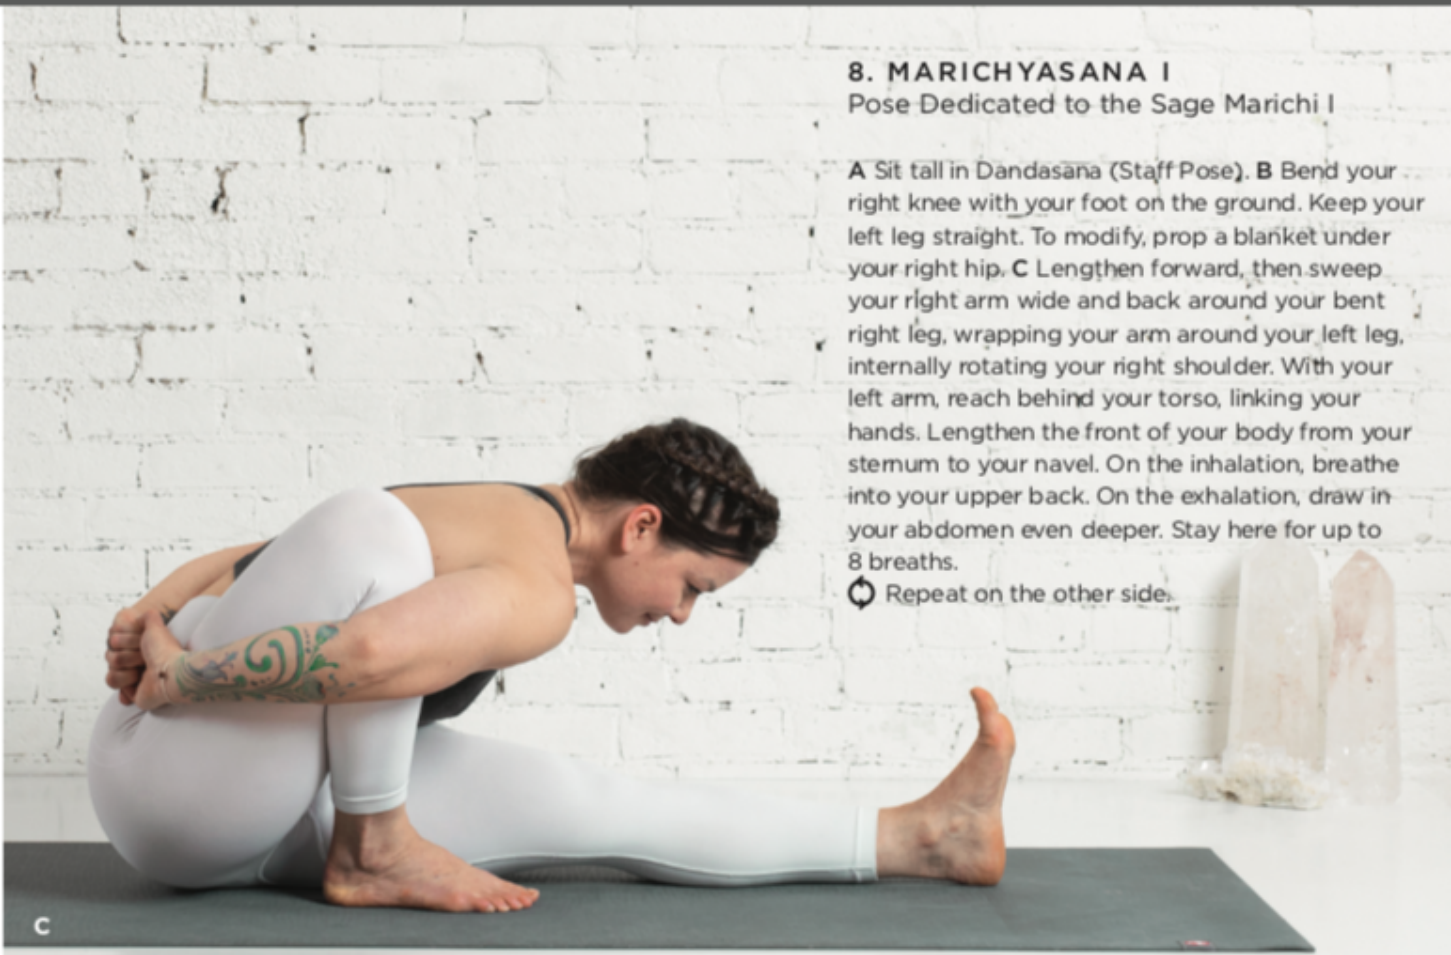 8. MARICHYASANA I
Pose Dedicated to the Sage Marichi I
A Sit tall in Dandasana (Staff Pose). B Bend your
right knee with your foot on the ground. Keep your
left leg straight. To modify, prop a blanket under
your right hip. C Lengthen forward, then sweep
your right arm wide and back around your bent
right leg, wrapping your arm around your left leg,
internally rotating your right shoulder. With your
left arm, reach behind your torso, linking your
hands. Lengthen the front of your body from your
sternum to your navel. On the inhalation, breathe
into your upper back. On the exhalation, draw in
your abdomen even deeper. Stay here for up to
8 breaths.
Repeat on the other side.
C